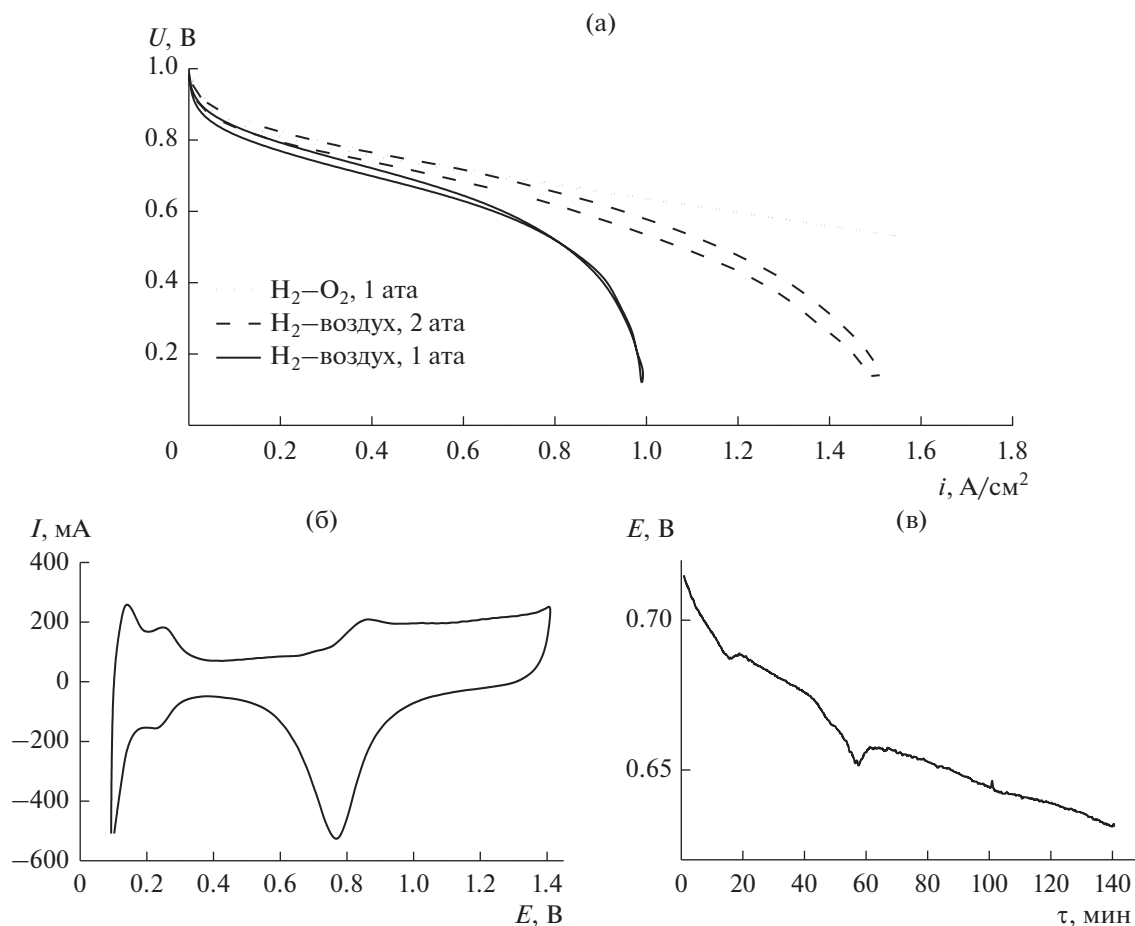 (а)
U, В
1.0
0.8
0.6
0.4
0.2
H₂–O₂, 1 ата
H₂–воздух, 2 ата
H₂–воздух, 1 ата
0 0.2 0.4 0.6 0.8 1.0 1.2 1.4 1.6 1.8
i, А/см²
(б)
I, мА
400
200
0
−200
−400
−600
0 0.2 0.4 0.6 0.8 1.0 1.2 1.4
E, В
(в)
E, В
0.70
0.65
0 20 40 60 80 100 120 140
τ, мин